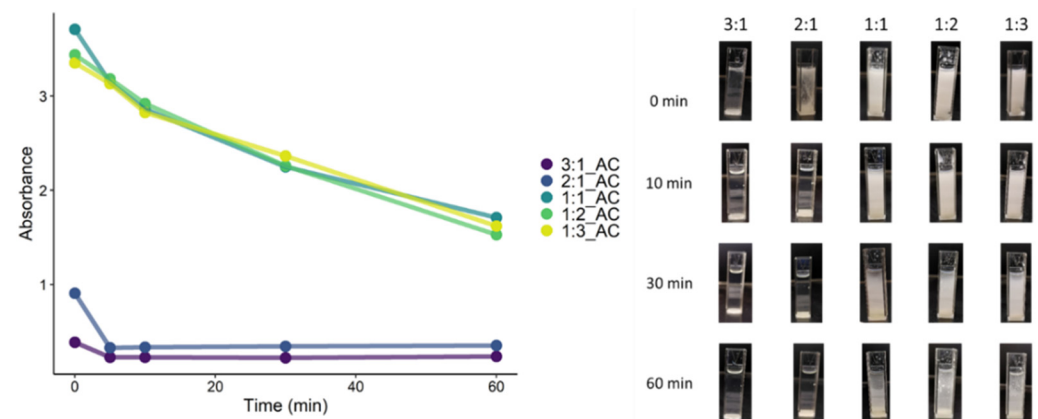 3
2
1
0
20
40
60
Absorbance
Time (min)
3:1_AC
2:1_AC
1:1_AC
1:2_AC
1:3_AC
3:1 2:1 1:1 1:2 1:3
0 min
10 min
30 min
60 min